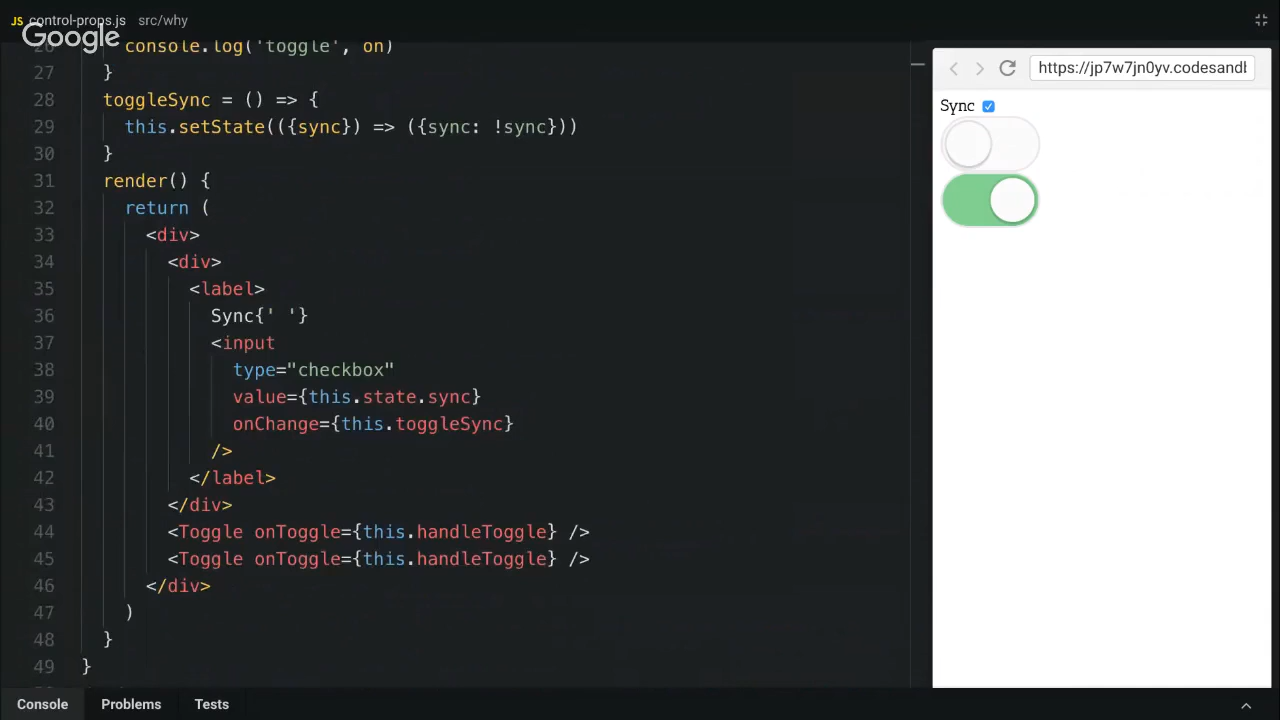 JS control-props.js src/why
Google
26 console.log('toggle', on)
27 }
28 toggleSync = () => {
29 this.setState(({sync}) => ({sync: !sync}))
30 }
31 render() {
32 return (
33 <div>
34 <div>
35 <label>
36 Sync{' '}
37 <input
38 type="checkbox"
39 value={this.state.sync}
40 onChange={this.toggleSync}
41 />
42 </label>
43 </div>
44 <Toggle onToggle={this.handleToggle} />
45 <Toggle onToggle={this.handleToggle} />
46 </div>
47 )
48 }
49 }
https://jp7w7jn0yv.codesandb
Sync
Console Problems Tests